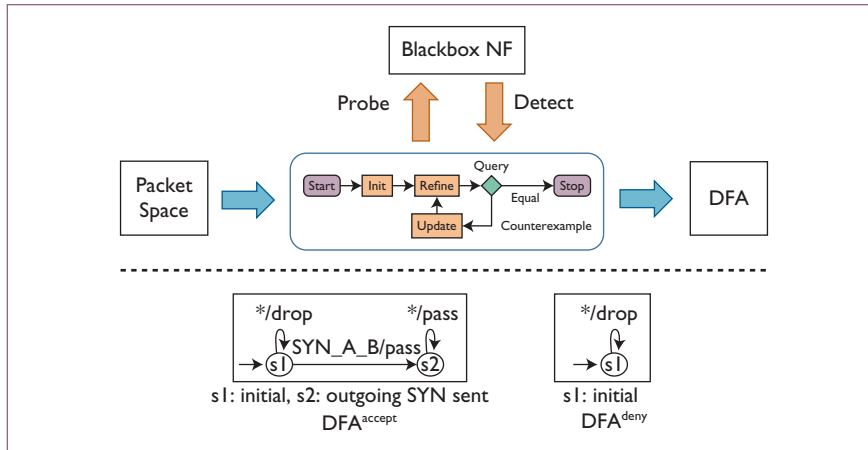 Blackbox NF
Probe
Detect
Packet
Space
Start
Init
Refine
Query
Stop
Equal
Update
Counterexample
DFA
*/drop
*/pass
SYN_A_B/pass
s1
s2
s1: initial, s2: outgoing SYN sent
DFAaccept
*/drop
s1
s1: initial
DFAdeny